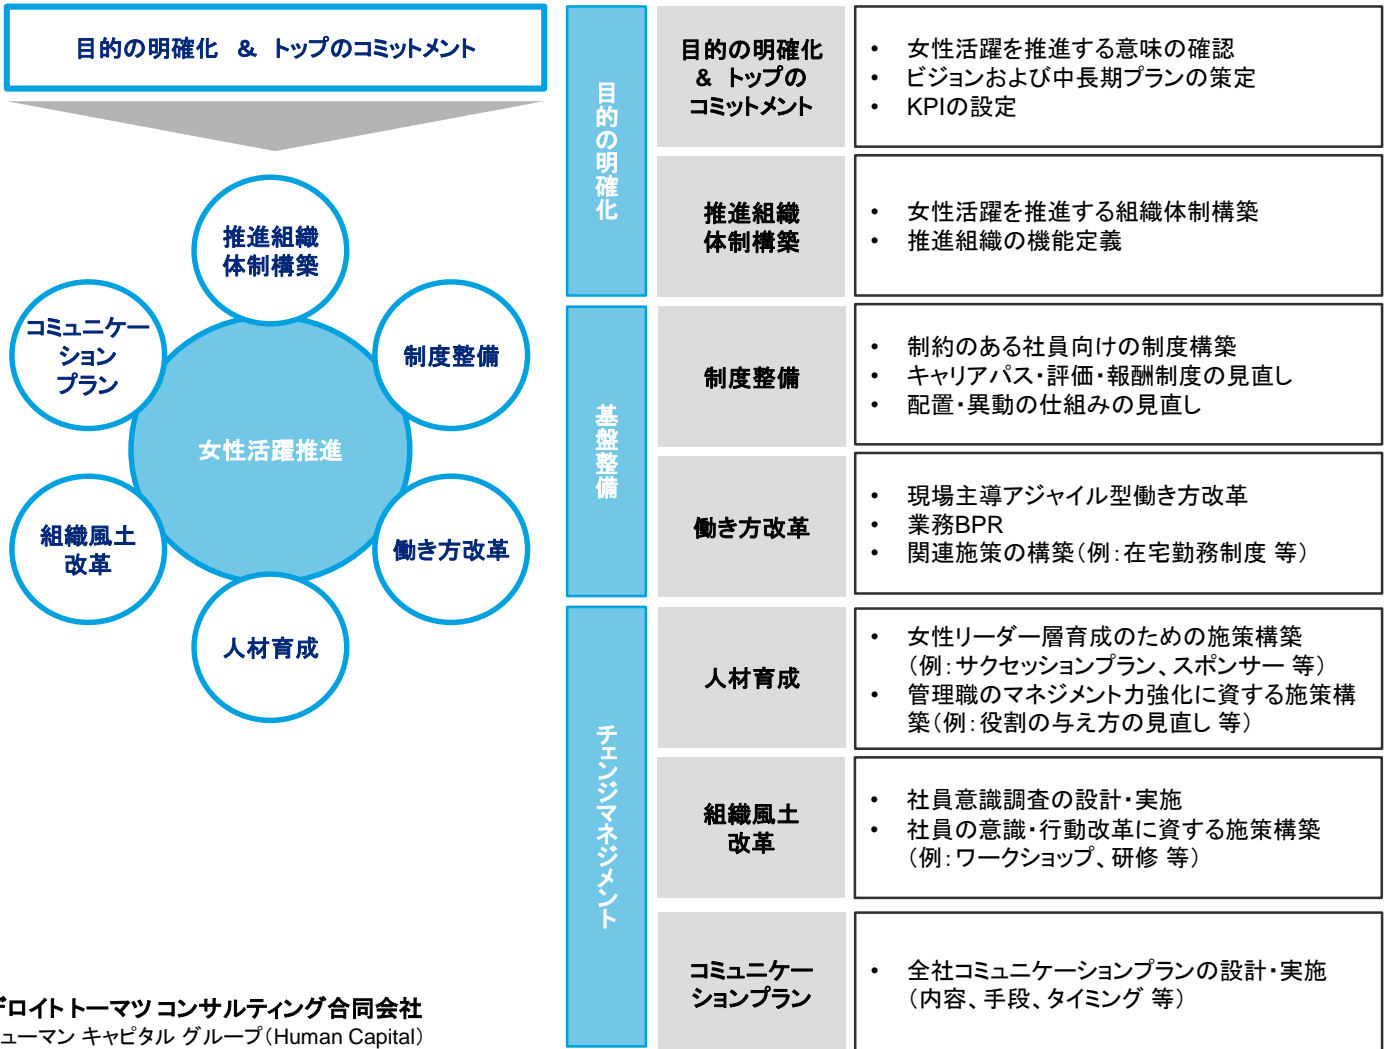 目的の明確化　&　トップのコミットメント
推進組織
体制構築
コミュニケー
ション
プラン
制度整備
女性活躍推進
組織風土
改革
働き方改革
人材育成
デロイト トーマツ コンサルティング合同会社
ューマン キャピタル グループ（Human Capital）
目的の明確化
目的の明確化
& トップの
コミットメント
• 女性活躍を推進する意味の確認
• ビジョンおよび中長期プランの策定
• KPIの設定
推進組織
体制構築
• 女性活躍を推進する組織体制構築
• 推進組織の機能定義
基盤整備
制度整備
• 制約のある社員向けの制度構築
• キャリアパス・評価・報酬制度の見直し
• 配置・異動の仕組みの見直し
働き方改革
• 現場主導アジャイル型働き方改革
• 業務BPR
• 関連施策の構築（例：在宅勤務制度 等）
チェンジマネジメント
人材育成
• 女性リーダー層育成のための施策構築
（例：サクセッションプラン、スポンサー 等）
• 管理職のマネジメント力強化に資する施策構
築（例：役割の与え方の見直し 等）
組織風土
改革
• 社員意識調査の設計・実施
• 社員の意識・行動改革に資する施策構築
（例：ワークショップ、研修 等）
コミュニケー
ションプラン
• 全社コミュニケーションプランの設計・実施
（内容、手段、タイミング 等）